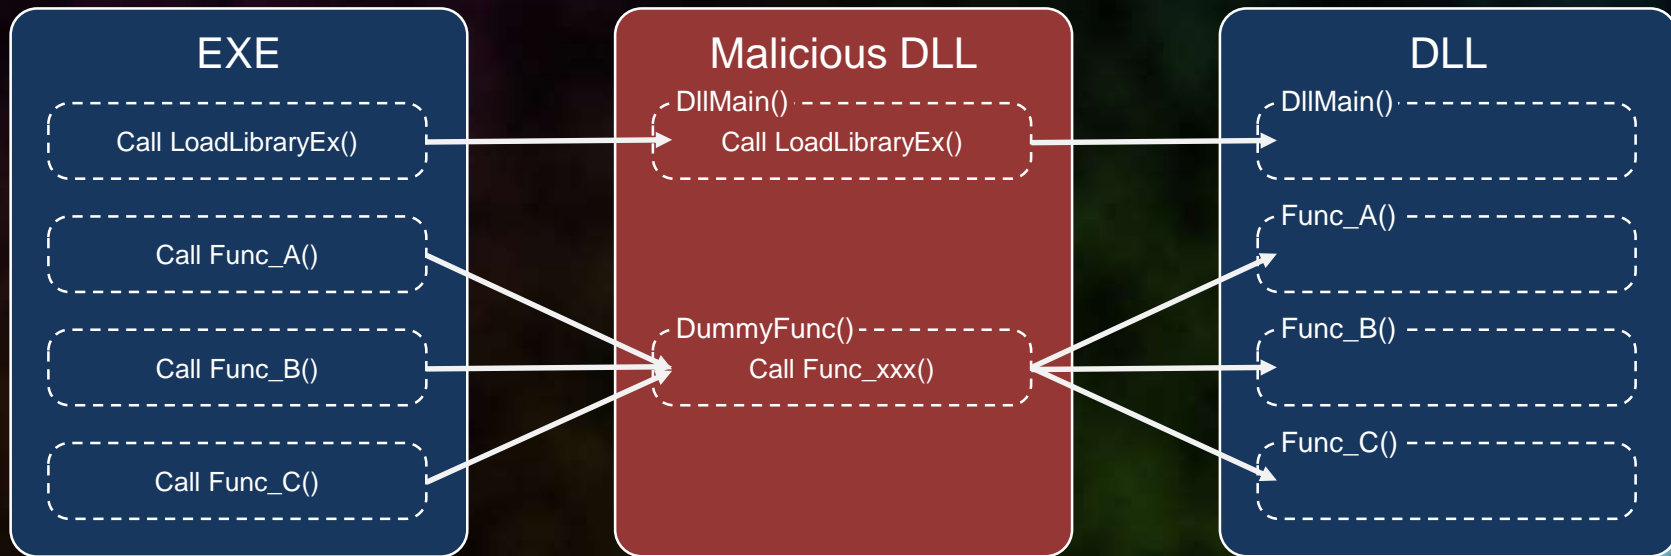 EXE
Call LoadLibraryEx()
Call Func_A()
Call Func_B()
Call Func_C()
Malicious DLL
DllMain()
Call LoadLibraryEx()
DummyFunc()
Call Func_xxx()
DLL
DllMain()
Func_A()
Func_B()
Func_C()